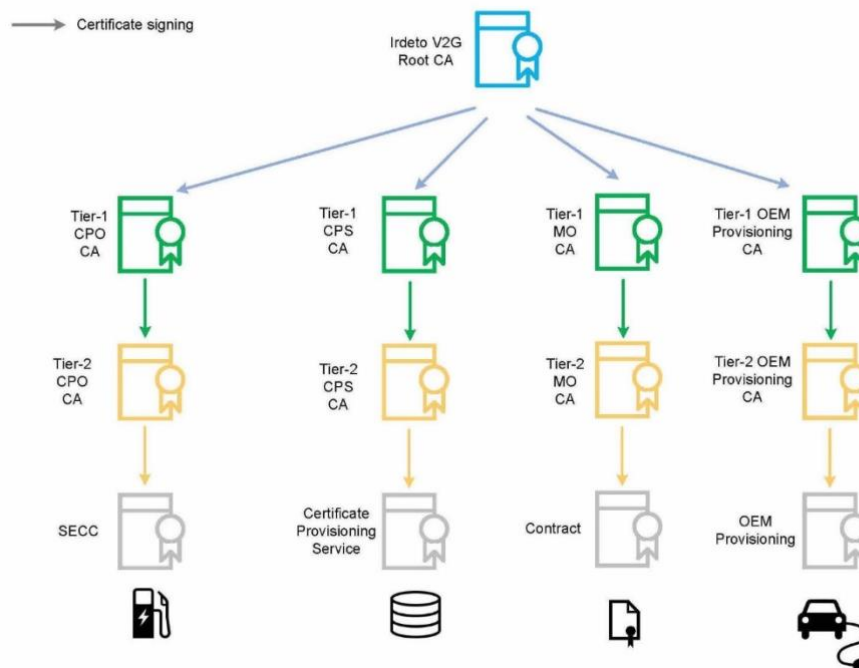 Certificate signing
Irdeto V2G
Root CA
Tier-1
CPO
CA
Tier-1
CPS
CA
Tier-1
MO
CA
Tier-1 OEM
Provisioning
CA
Tier-2
CPO
CA
Tier-2
CPS
CA
Tier-2
MO
CA
Tier-2 OEM
Provisioning
CA
SECC
Certificate
Provisioning
Service
Contract
OEM
Provisioning